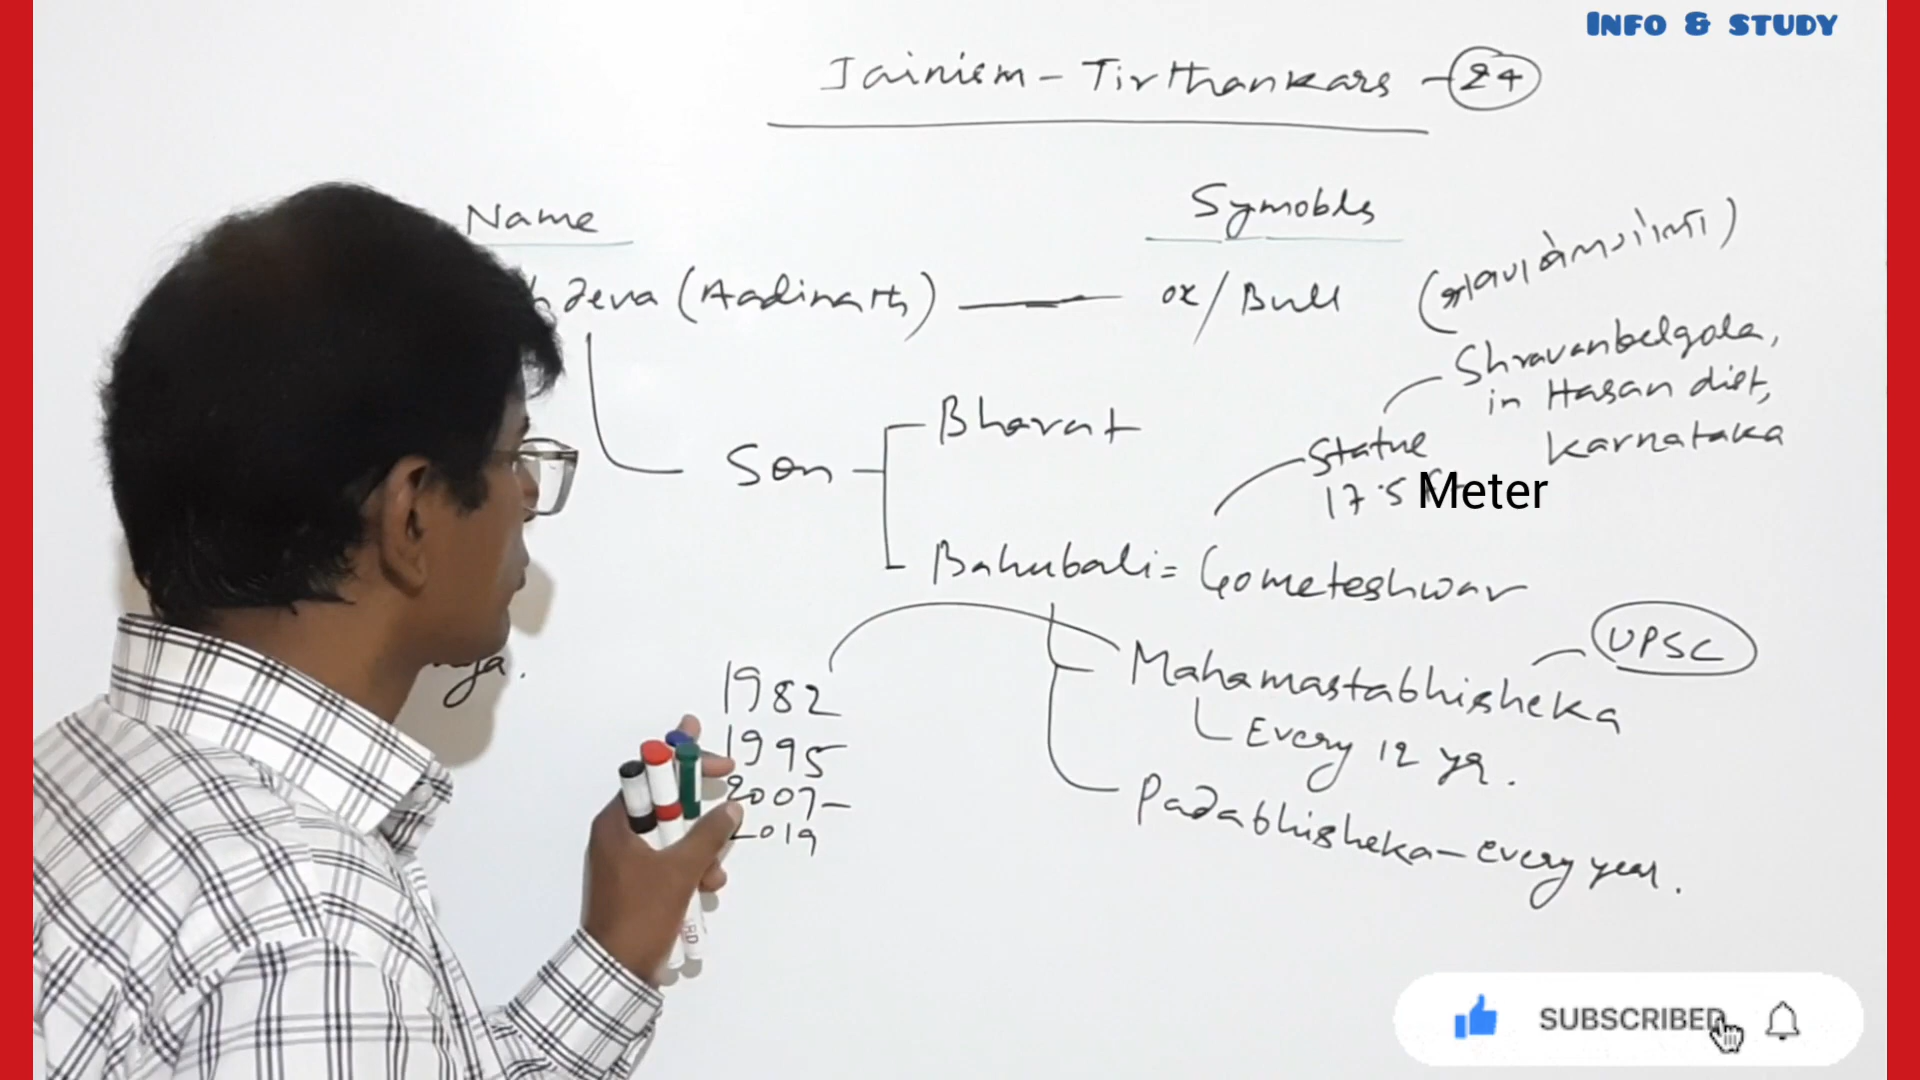 INFO & STUDY
Jainism - Tirthankars - 24
Name
Symobls
deva (Aadinath) — ox / Bull
Shravanbelgola,
in Hasan dist,
Karnataka
Statue
17.5 Meter
Son
Bharat
Bahubali = Gometeshwar
UPSC
Mahamastabhisheka
Every 12 yr.
Padabhisheka - every year.
1982
1995
2007
2019
SUBSCRIBED